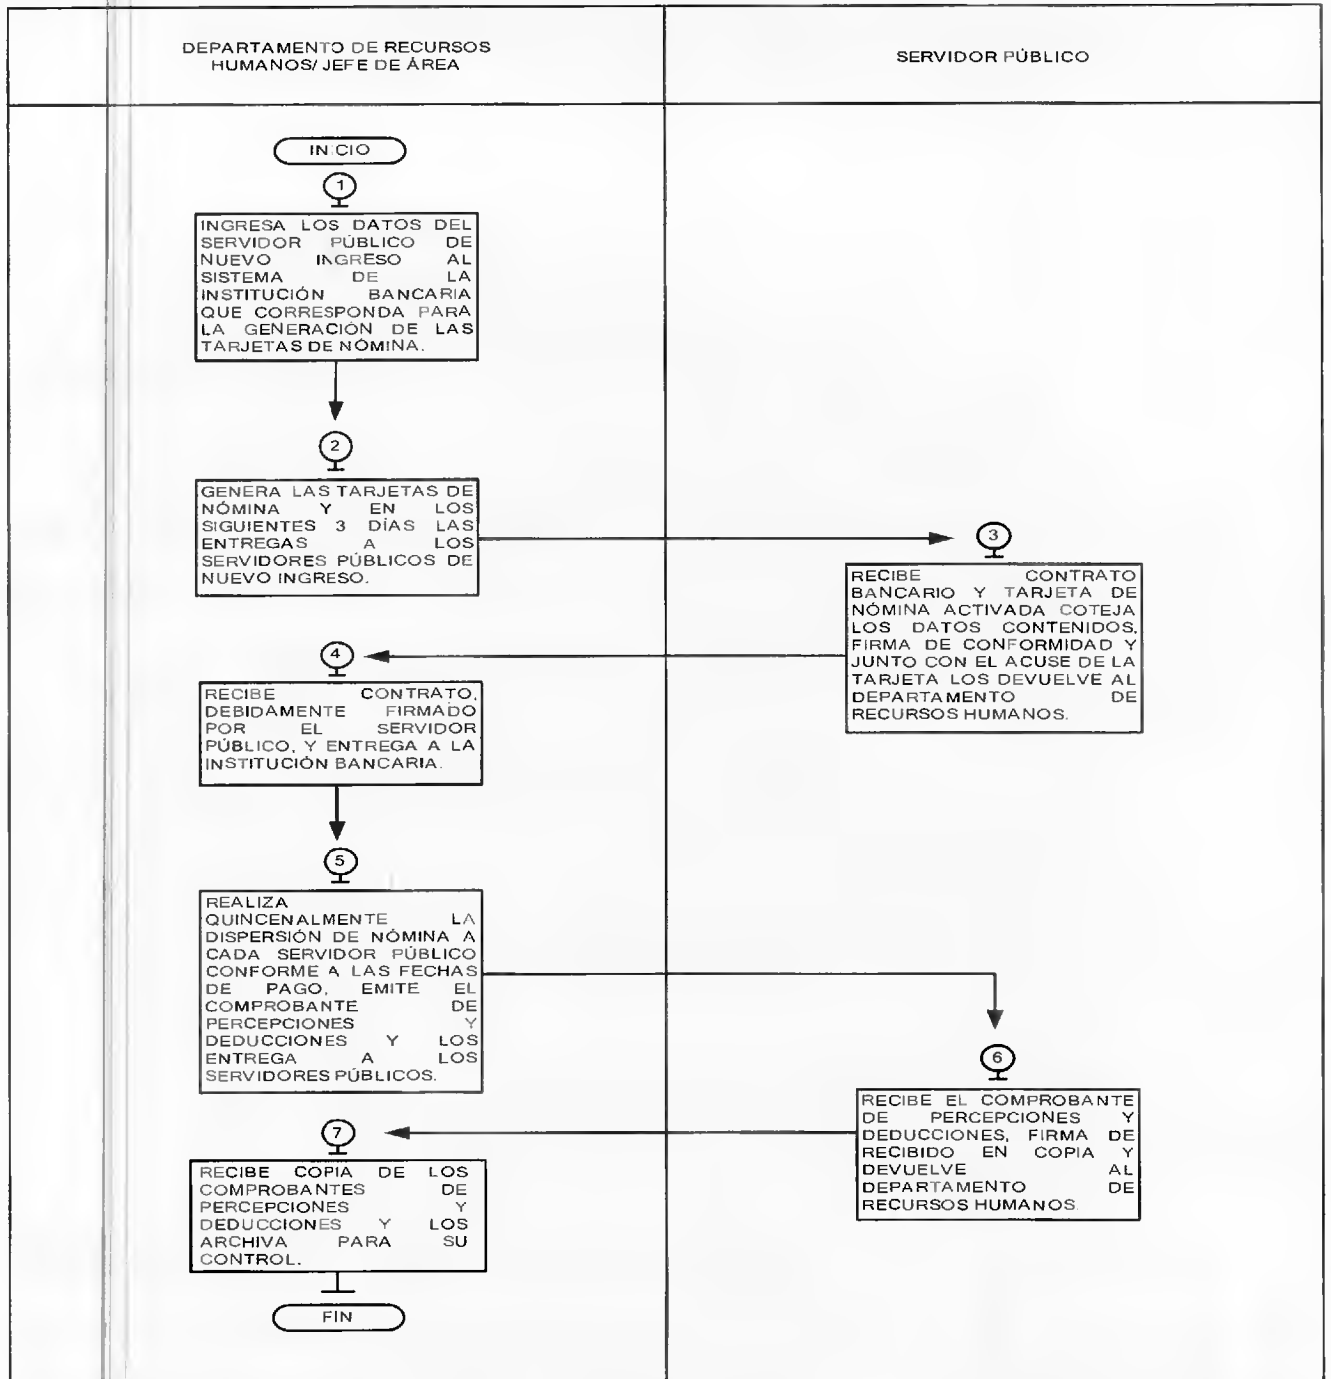 DEPARTAMENTO DE RECURSOS
HUMANOS/ JEFE DE ÁREA
SERVIDOR PÚBLICO
INICIO
1
INGRESA LOS DATOS DEL
SERVIDOR PÚBLICO DE
NUEVO INGRESO AL
SISTEMA DE LA
INSTITUCIÓN BANCARIA
QUE CORRESPONDA PARA
LA GENERACIÓN DE LAS
TARJETAS DE NÓMINA.
2
GENERA LAS TARJETAS DE
NÓMINA Y EN LOS
SIGUIENTES 3 DÍAS LAS
ENTREGAS A LOS
SERVIDORES PÚBLICOS DE
NUEVO INGRESO.
3
RECIBE CONTRATO
BANCARIO Y TARJETA DE
NÓMINA ACTIVADA COTEJA
LOS DATOS CONTENIDOS,
FIRMA DE CONFORMIDAD Y
JUNTO CON EL ACUSE DE LA
TARJETA LOS DEVUELVE AL
DEPARTAMENTO DE
RECURSOS HUMANOS.
4
RECIBE CONTRATO,
DEBIDAMENTE FIRMADO
POR EL SERVIDOR
PÚBLICO, Y ENTREGA A LA
INSTITUCIÓN BANCARIA.
5
REALIZA
QUINCENALMENTE LA
DISPERSIÓN DE NÓMINA A
CADA SERVIDOR PÚBLICO
CONFORME A LAS FECHAS
DE PAGO, EMITE EL
COMPROBANTE DE
PERCEPCIONES Y
DEDUCCIONES Y LOS
ENTREGA A LOS
SERVIDORES PÚBLICOS.
6
RECIBE EL COMPROBANTE
DE PERCEPCIONES Y
DEDUCCIONES, FIRMA DE
RECIBIDO EN COPIA Y
DEVUELVE AL
DEPARTAMENTO DE
RECURSOS HUMANOS.
7
RECIBE COPIA DE LOS
COMPROBANTES DE
PERCEPCIONES Y
DEDUCCIONES Y LOS
ARCHIVA PARA SU
CONTROL.
FIN